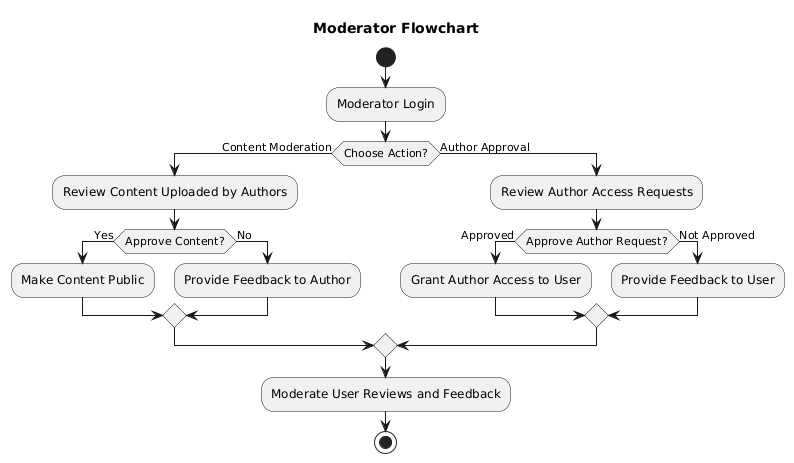 Moderator Flowchart
Moderator Login
Content Moderation
Choose Action?
Author Approval
Review Content Uploaded by Authors
Review Author Access Requests
Yes
Approve Content?
No
Approved
Approve Author Request?
Not Approved
Make Content Public
Provide Feedback to Author
Grant Author Access to User
Provide Feedback to User
Moderate User Reviews and Feedback